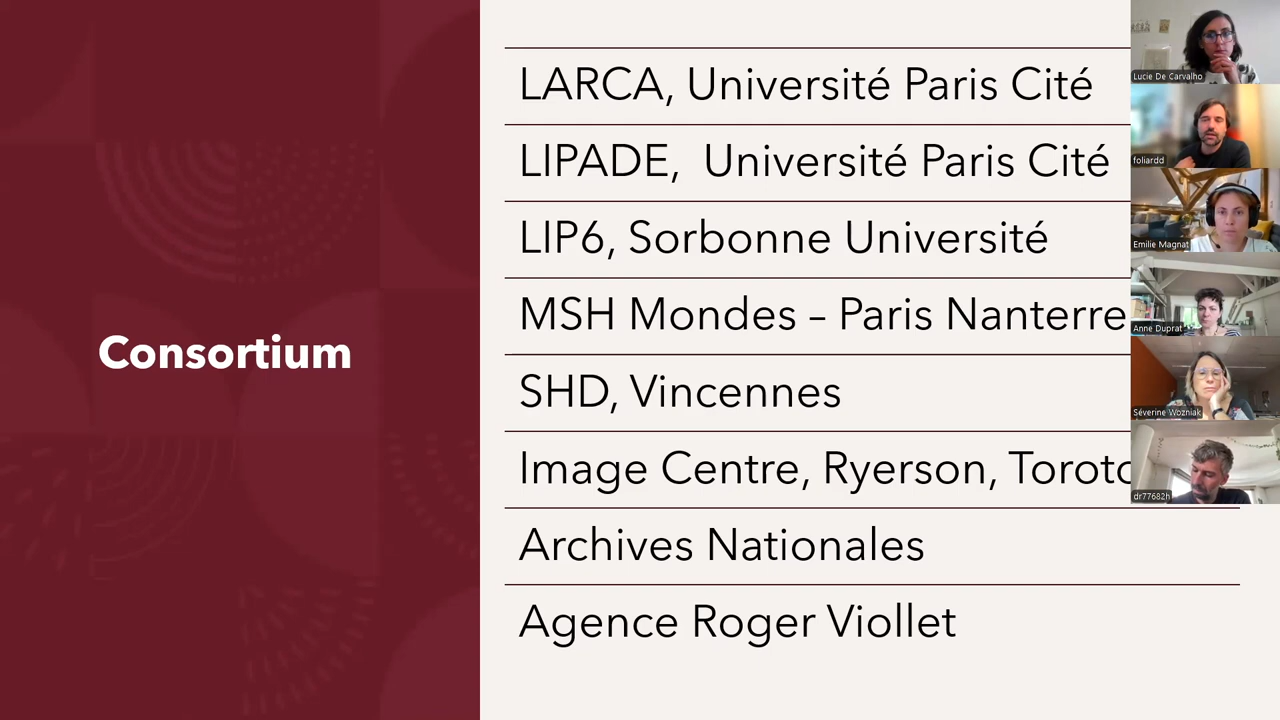 Consortium
LARCA, Université Paris Cité
LIPADE, Université Paris Cité
LIP6, Sorbonne Université
MSH Mondes – Paris Nanterre
SHD, Vincennes
Image Centre, Ryerson, Toroto
Archives Nationales
Agence Roger Viollet
Lucie De Carvalho
foliardd
Emilie Magnat
Anne Duprat
Séverine Wozniak
dr77682h